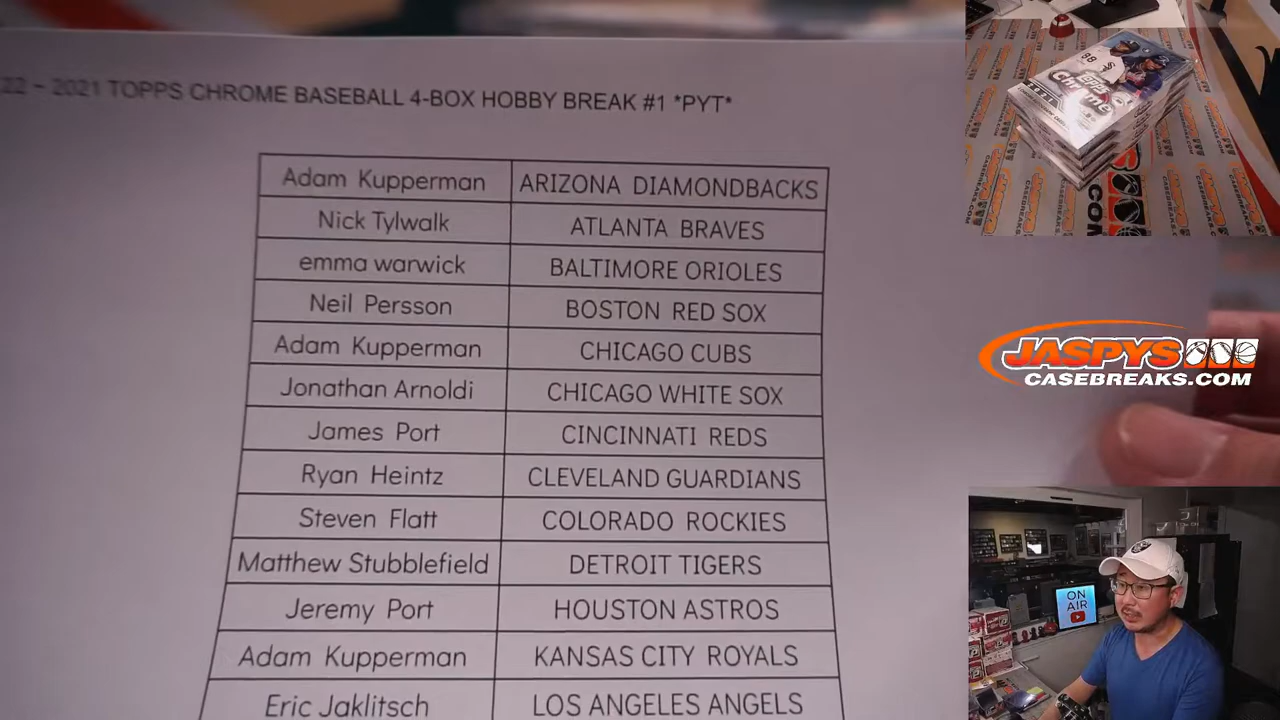 22 ~ 2021 TOPPS CHROME BASEBALL 4-BOX HOBBY BREAK #1 *PYT*
Adam Kupperman ARIZONA DIAMONDBACKS
Nick Tylwalk ATLANTA BRAVES
emma warwick BALTIMORE ORIOLES
Neil Persson BOSTON RED SOX
Adam Kupperman CHICAGO CUBS
Jonathan Arnoldi CHICAGO WHITE SOX
James Port CINCINNATI REDS
Ryan Heintz CLEVELAND GUARDIANS
Steven Flatt COLORADO ROCKIES
Matthew Stubblefield DETROIT TIGERS
Jeremy Port HOUSTON ASTROS
Adam Kupperman KANSAS CITY ROYALS
Eric Jaklitsch LOS ANGELES ANGELS
Topps
Chrome
2021
JASPYS
CASEBREAKS.COM
ON
AIR